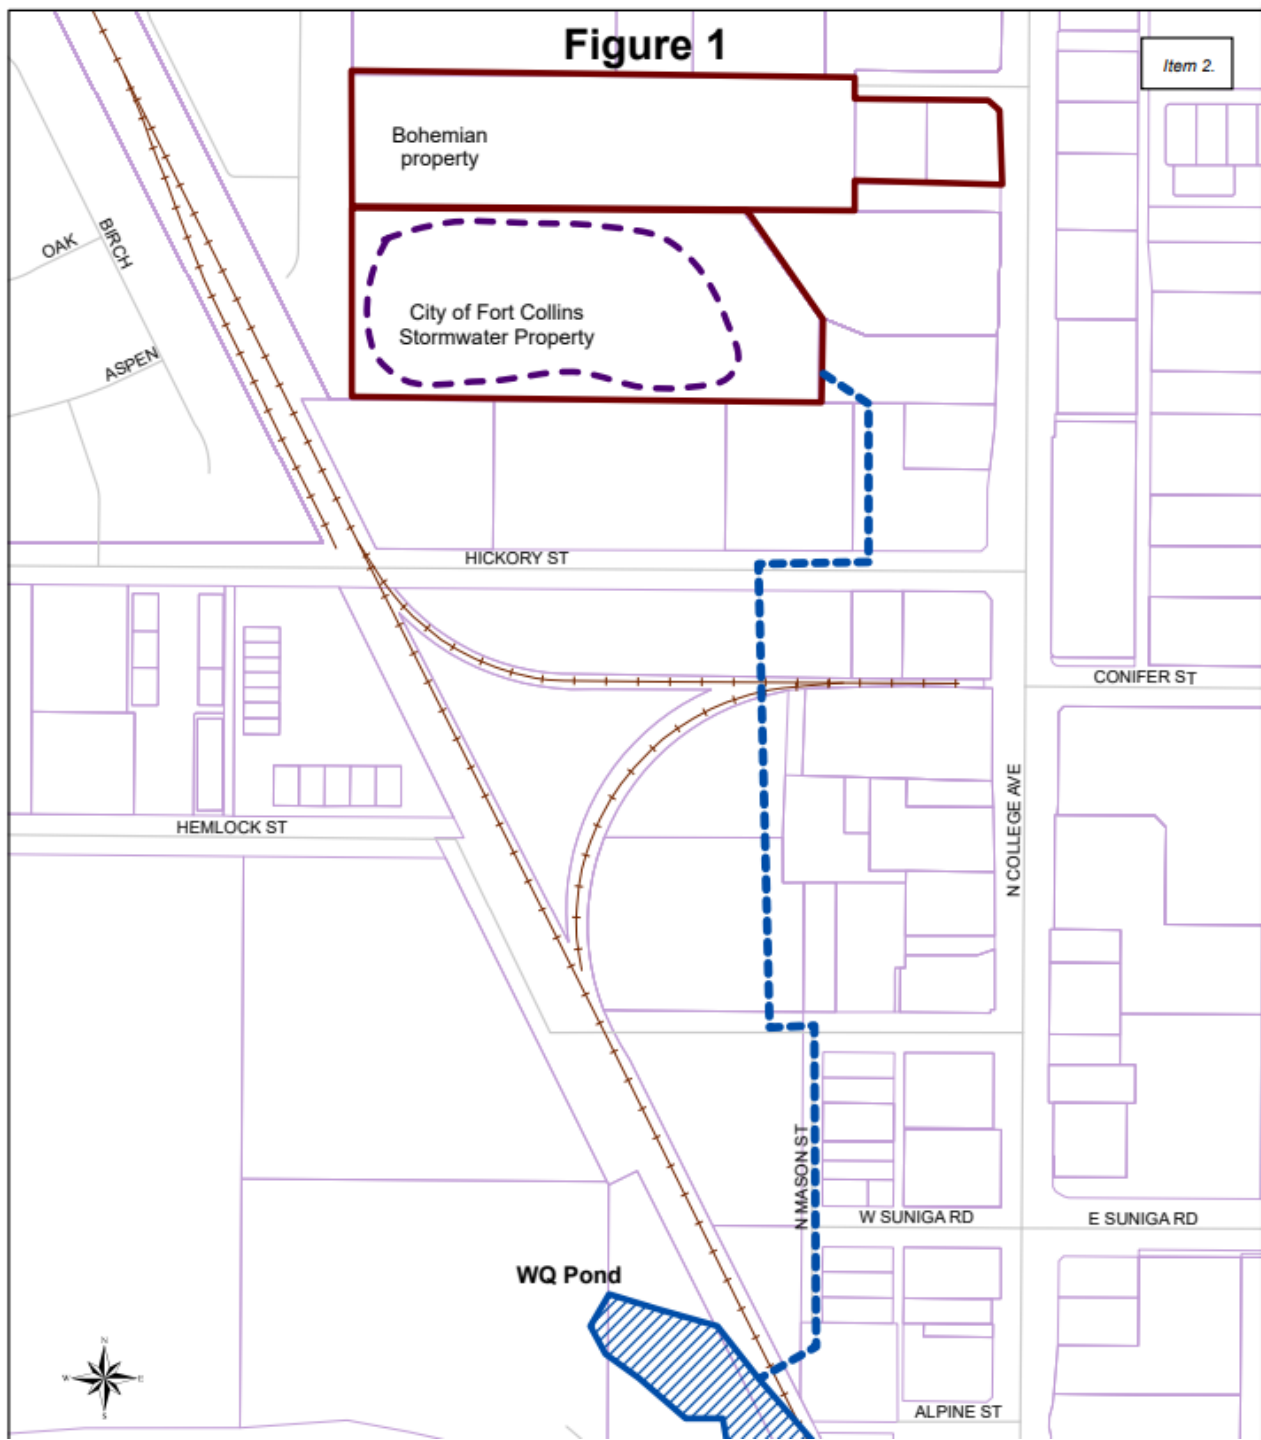 Figure 1
Item 2.
Bohemian
property
OAK
BIRCH
City of Fort Collins
Stormwater Property
ASPEN
HICKORY ST
CONIFER ST
N COLLEGE AVE
HEMLOCK ST
N MASON ST
W SUNIGA RD
E SUNIGA RD
WQ Pond
N
W
E
S
ALPINE ST